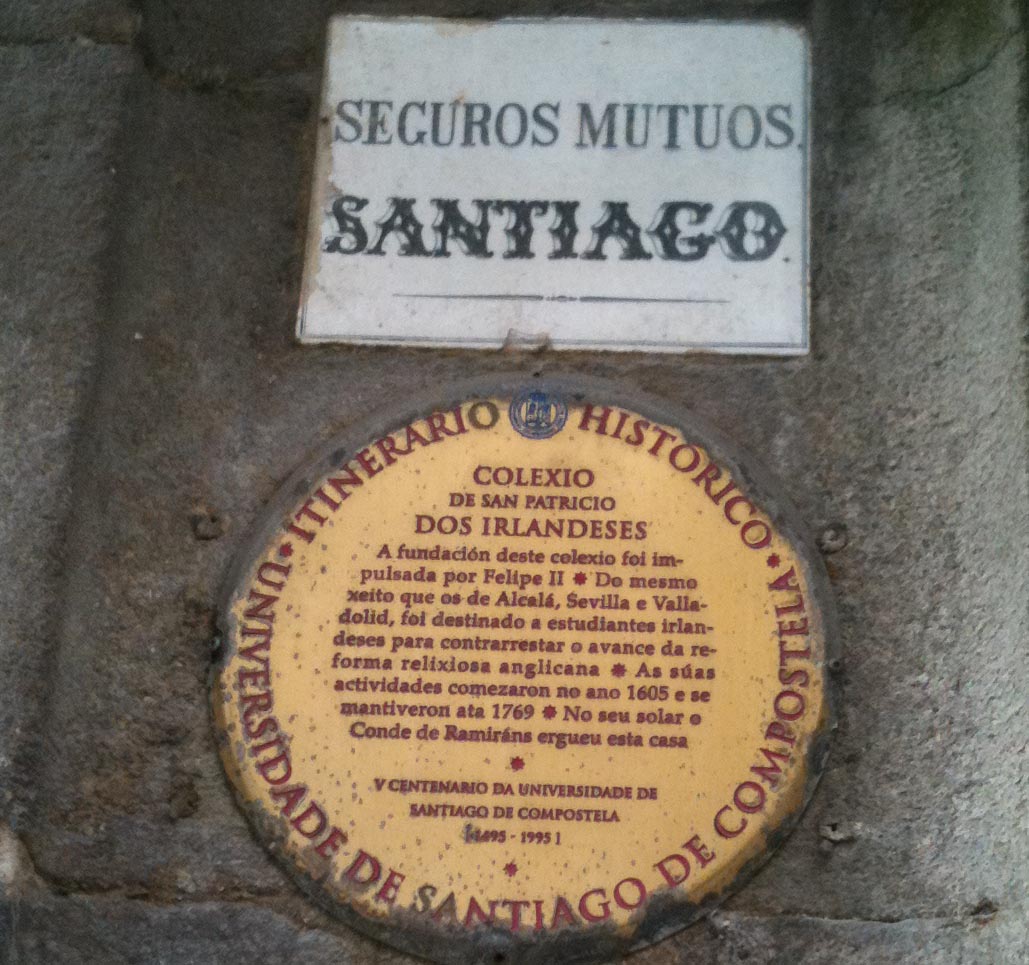 SEGUROS MUTUOS.
SANTIAGO.
ITINERARIO HISTÓRICO
COLEXIO
DE SAN PATRICIO
DOS IRLANDESES
A fundación deste colexio foi im-
pulsada por Felipe II * Do mesmo
xeito que os de Alcalá, Sevilla e Valla-
dolid, foi destinado a estudiantes irlan-
deses para contrarrestar o avance da re-
forma relixiosa anglicana * As súas
actividades comezaron no ano 1605 e se
mantiveron ata 1769 * No seu solar o
Conde de Ramiráns ergueu esta casa
*
V CENTENARIO DA UNIVERSIDADE DE
SANTIAGO DE COMPOSTELA
[1495 - 1995]
*
* UNIVERSIDADE DE SANTIAGO DE COMPOSTELA *